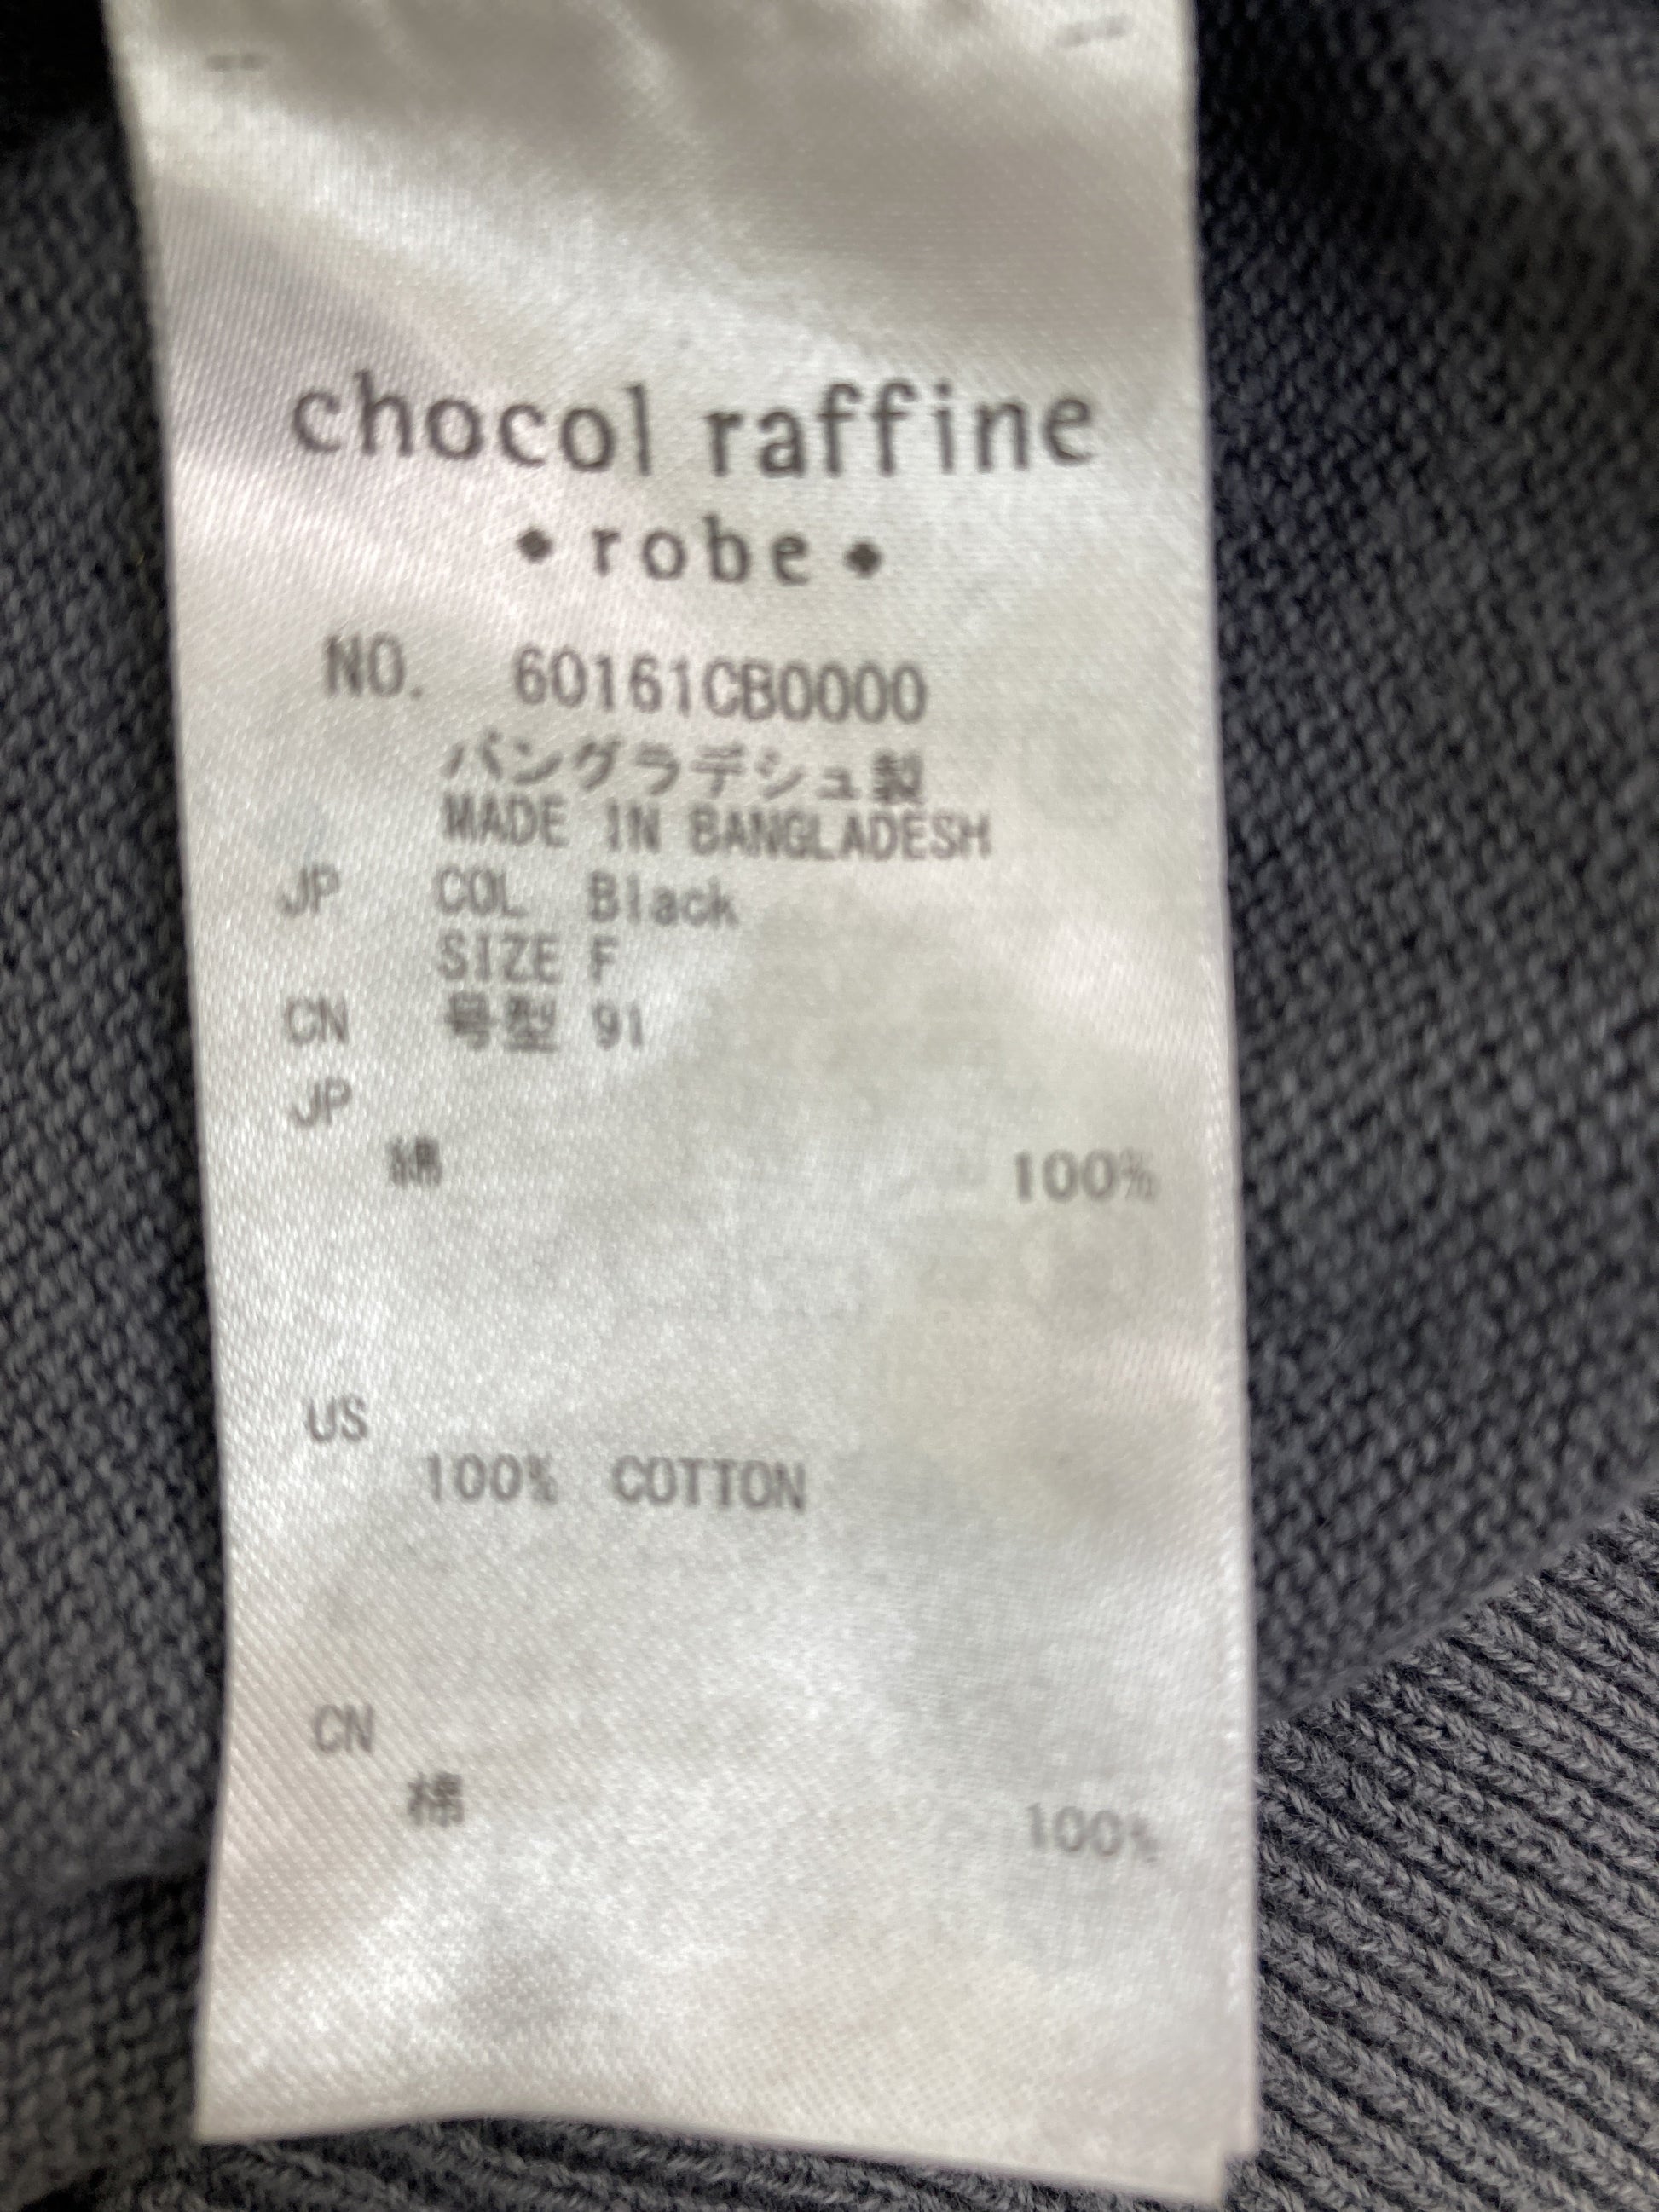 chocol raffine
◆ robe ◆
NO. 60161CB0000
バングラデシュ製
MADE IN BANGLADESH
JP COL Black
SIZE F
CN 号型 91
JP
綿 100%
US
100% COTTON
CN
棉 100%